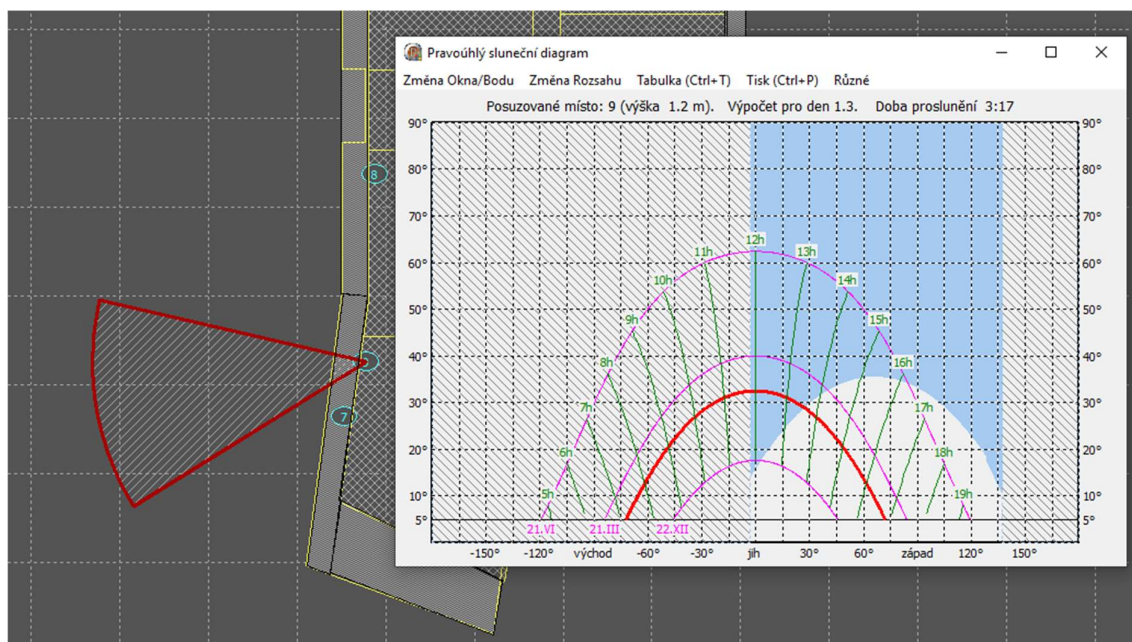 Pravoúhlý sluneční diagram
Změna Okna/Bodu Změna Rozsahu Tabulka (Ctrl+T) Tisk (Ctrl+P) Různé
Posuzované místo: 9 (výška 1.2 m). Výpočet pro den 1.3. Doba proslunění 3:17
90° 90°
80° 80°
70° 70°
12h
11h 13h
60° 60°
10h 14h
50° 50°
9h 15h
40° 40°
8h 16h
30° 30°
7h 17h
20° 20°
6h 18h
10° 10°
5h 19h
5° 5°
21.VI 21.III 22.XII
-150° -120° východ -60° -30° jih 30° 60° západ 120° 150°
8
7